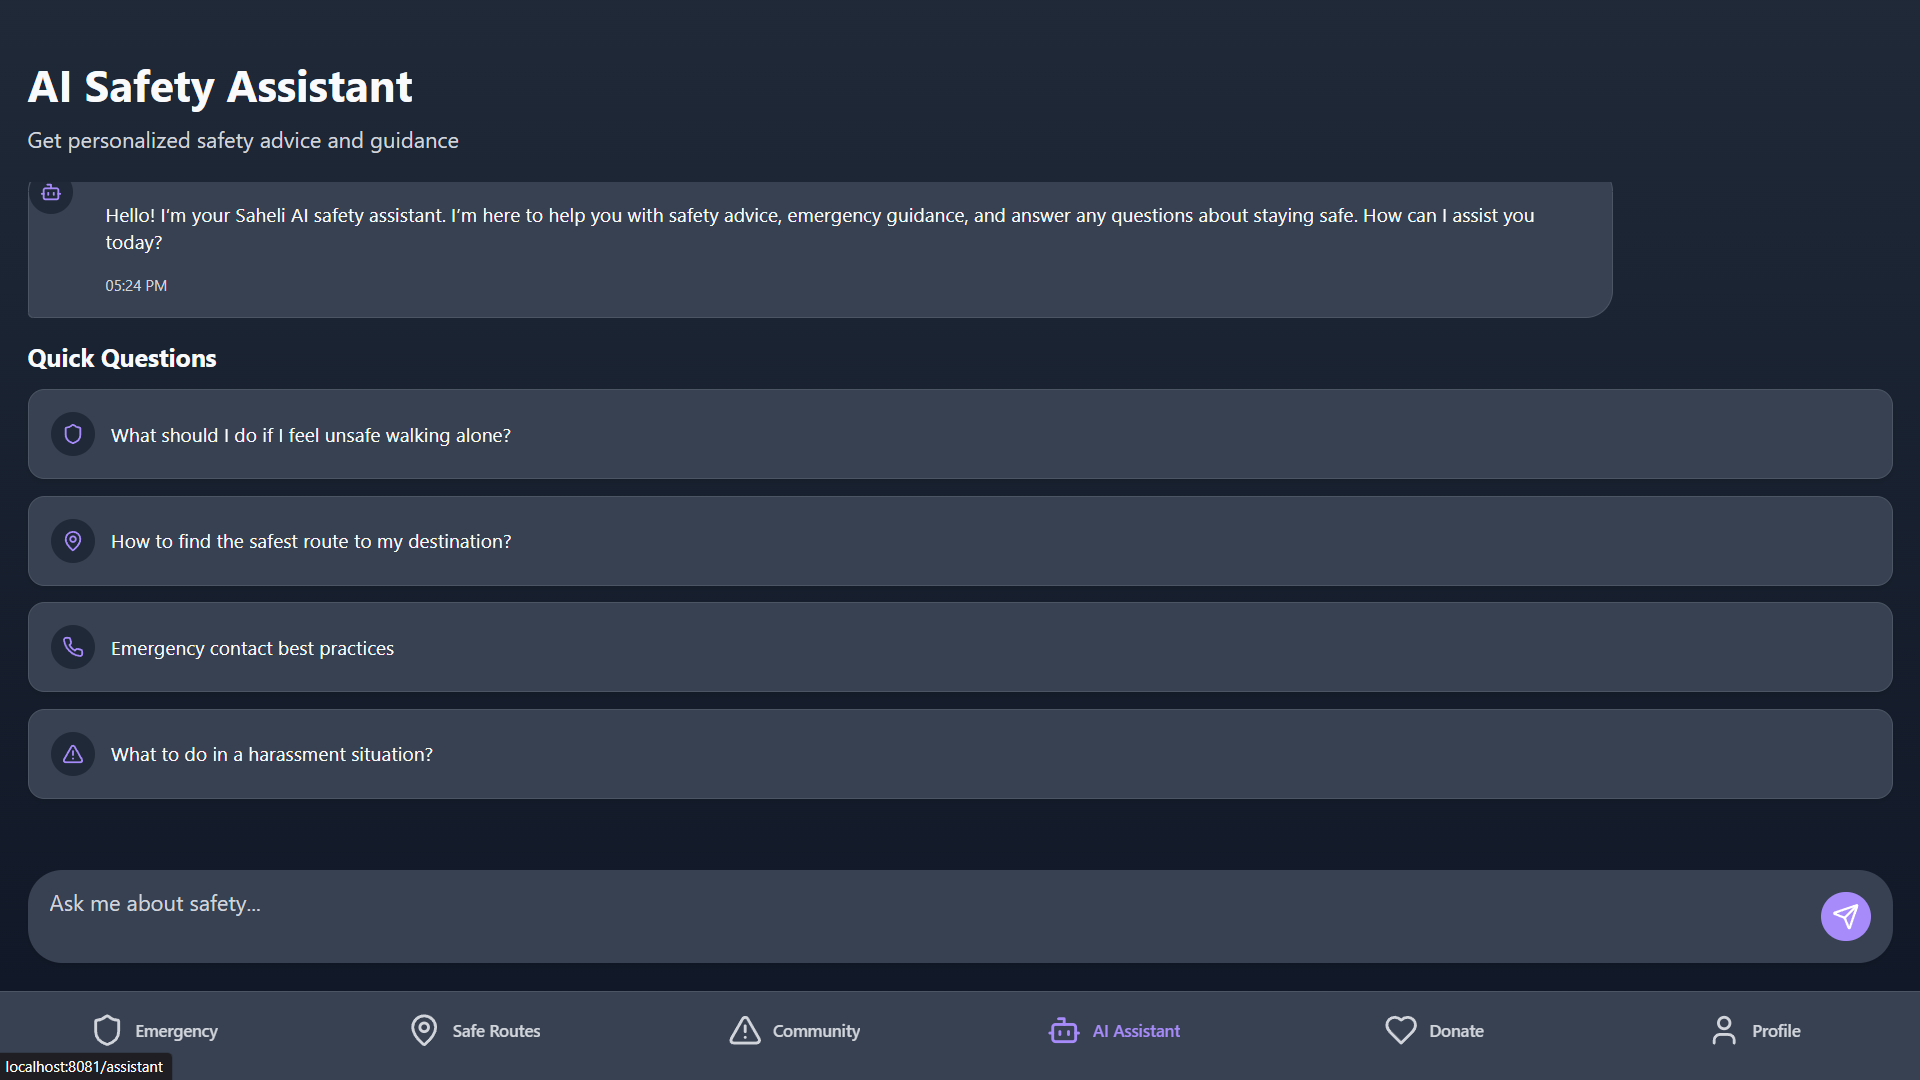 AI Safety Assistant
Get personalized safety advice and guidance
Hello! I'm your Saheli AI safety assistant. I'm here to help you with safety advice, emergency guidance, and answer any questions about staying safe. How can I assist you
today?
05:24 PM
Quick Questions
What should I do if I feel unsafe walking alone?
How to find the safest route to my destination?
Emergency contact best practices
What to do in a harassment situation?
Ask me about safety...
Emergency
Safe Routes
Community
AI Assistant
Donate
Profile
localhost:8081/assistant